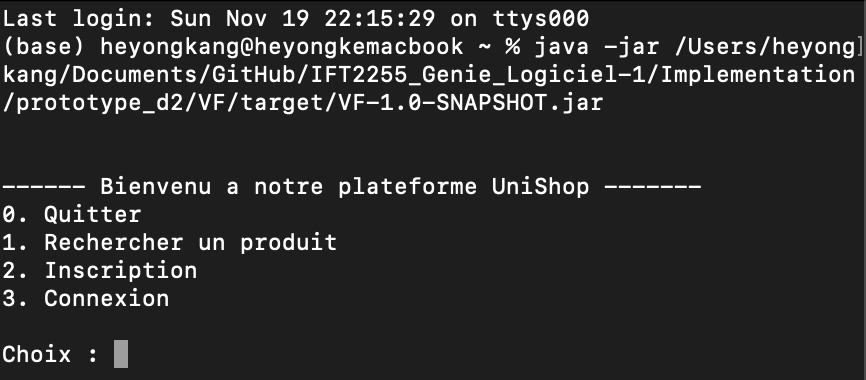 Last login: Sun Nov 19 22:15:29 on ttys000
(base) heyongkang@heyongkemacbook ~ % java -jar /Users/heyong]
kang/Documents/GitHub/IFT2255_Genie_Logiciel-1/Implementation
/prototype_d2/VF/target/VF-1.0-SNAPSHOT.jar
------ Bienvenu a notre plateforme UniShop -------
0. Quitter
1. Rechercher un produit
2. Inscription
3. Connexion
Choix :